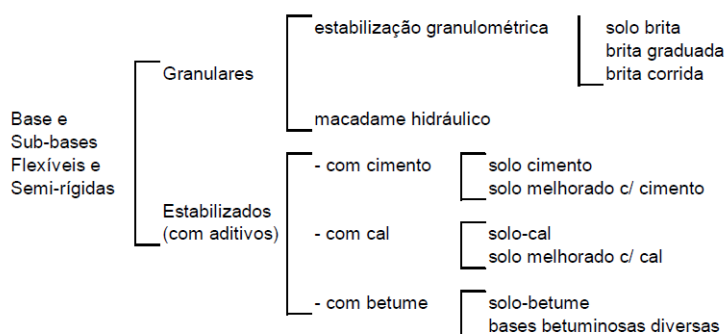 estabilização granulométrica
solo brita
brita graduada
brita corrida
Granulares
macadame hidráulico
Base e
Sub-bases
Flexíveis e
Semi-rígidas
- com cimento
solo cimento
solo melhorado c/ cimento
Estabilizados
(com aditivos)
- com cal
solo-cal
solo melhorado c/ cal
- com betume
solo-betume
bases betuminosas diversas